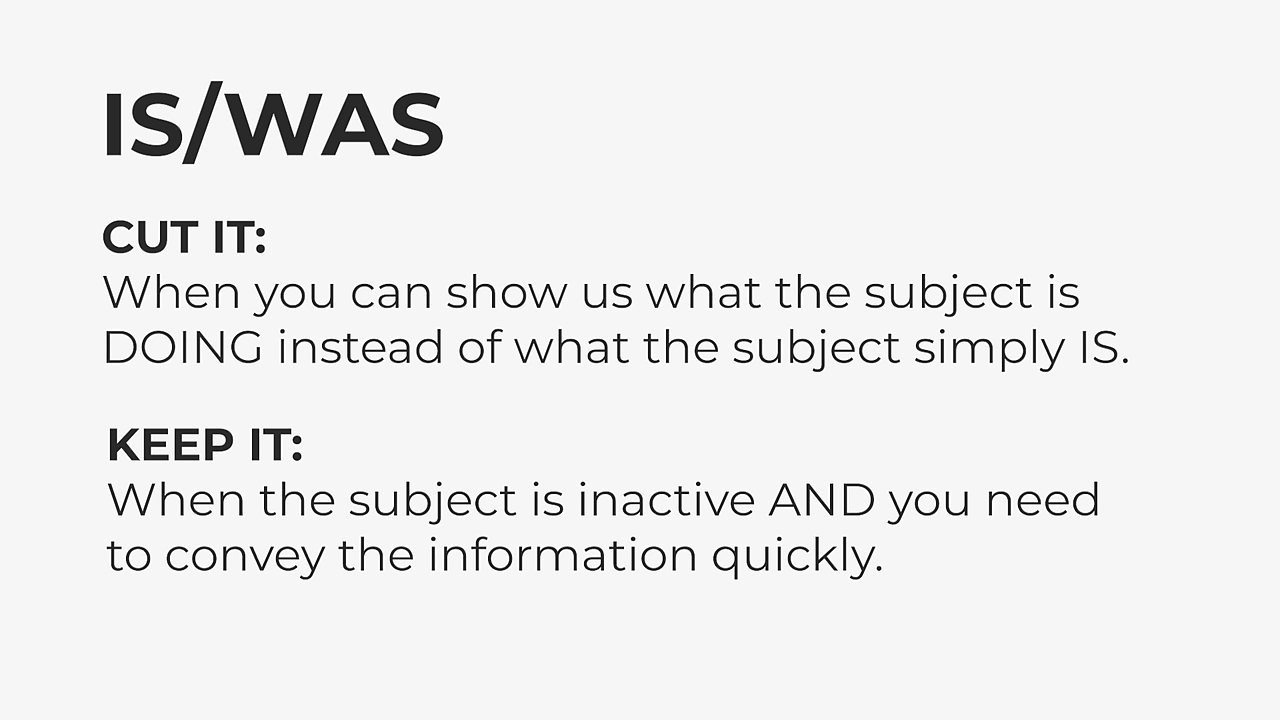 IS/WAS
CUT IT:
When you can show us what the subject is
DOING instead of what the subject simply IS.
KEEP IT:
When the subject is inactive AND you need
to convey the information quickly.